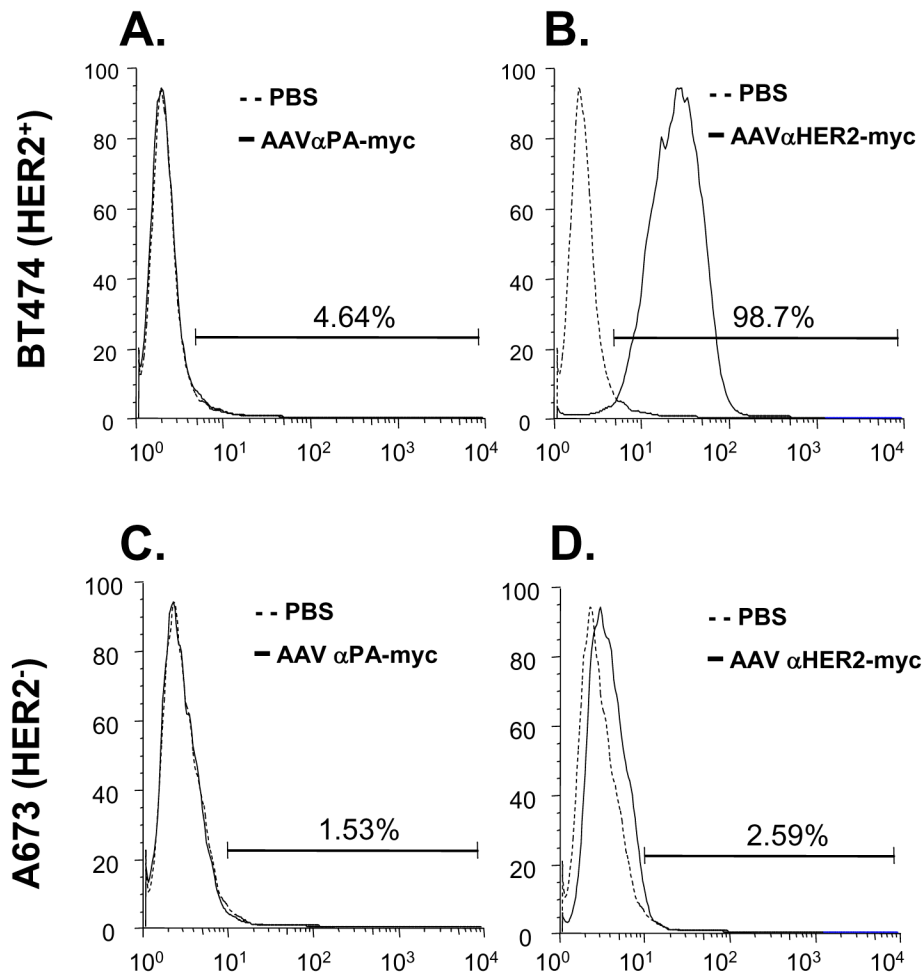 A.
B.
BT474 (HER2⁺)
100
80
60
40
20
0
-- PBS
– AAVαPA-myc
4.64%
10⁰ 10¹ 10² 10³ 10⁴
100
80
60
40
20
0
-- PBS
– AAVαHER2-myc
98.7%
10⁰ 10¹ 10² 10³ 10⁴
C.
D.
A673 (HER2⁻)
100
80
60
40
20
0
-- PBS
– AAV αPA-myc
1.53%
10⁰ 10¹ 10² 10³ 10⁴
100
80
60
40
20
0
-- PBS
– AAV αHER2-myc
2.59%
10⁰ 10¹ 10² 10³ 10⁴